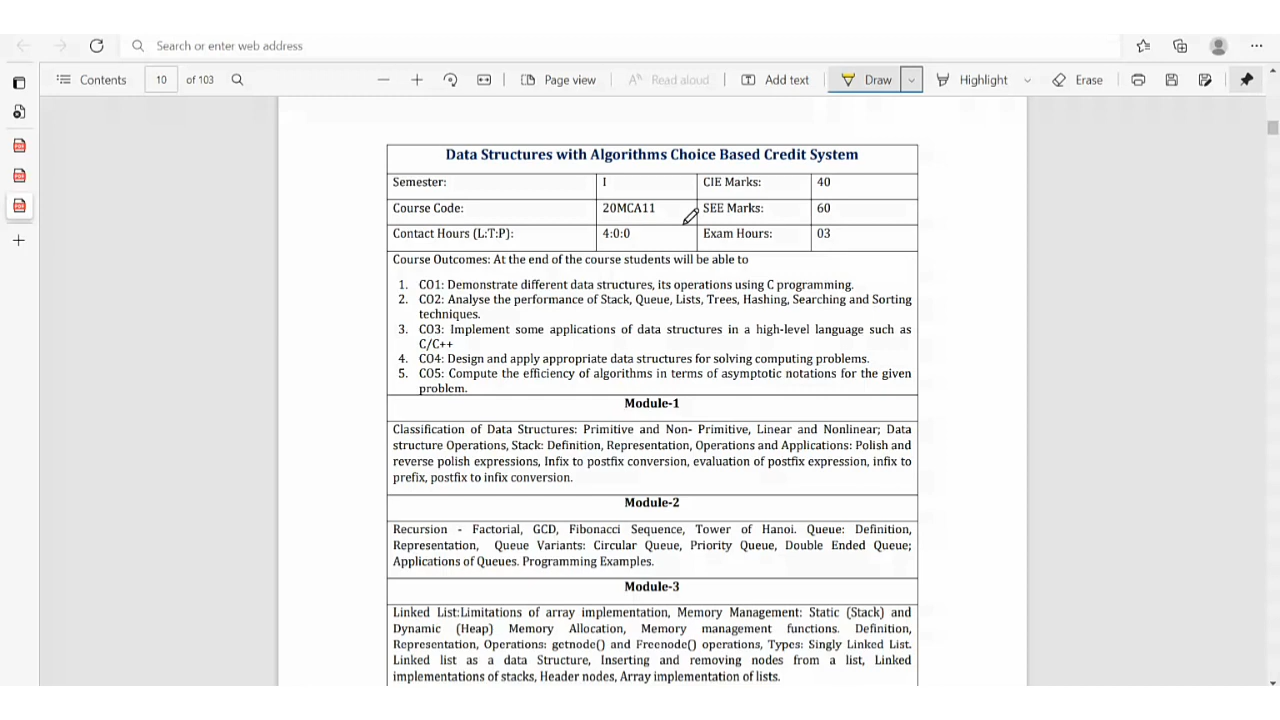 Search or enter web address
Contents 10 of 103 Page view Read aloud Add text Draw Highlight Erase
Data Structures with Algorithms Choice Based Credit System
Semester: I CIE Marks: 40
Course Code: 20MCA11 SEE Marks: 60
Contact Hours (L:T:P): 4:0:0 Exam Hours: 03
Course Outcomes: At the end of the course students will be able to
1. CO1: Demonstrate different data structures, its operations using C programming.
2. CO2: Analyse the performance of Stack, Queue, Lists, Trees, Hashing, Searching and Sorting
techniques.
3. CO3: Implement some applications of data structures in a high-level language such as
C/C++
4. CO4: Design and apply appropriate data structures for solving computing problems.
5. CO5: Compute the efficiency of algorithms in terms of asymptotic notations for the given
problem.
Module-1
Classification of Data Structures: Primitive and Non- Primitive, Linear and Nonlinear; Data
structure Operations, Stack: Definition, Representation, Operations and Applications: Polish and
reverse polish expressions, Infix to postfix conversion, evaluation of postfix expression, infix to
prefix, postfix to infix conversion.
Module-2
Recursion - Factorial, GCD, Fibonacci Sequence, Tower of Hanoi. Queue: Definition,
Representation, Queue Variants: Circular Queue, Priority Queue, Double Ended Queue;
Applications of Queues. Programming Examples.
Module-3
Linked List:Limitations of array implementation, Memory Management: Static (Stack) and
Dynamic (Heap) Memory Allocation, Memory management functions. Definition,
Representation, Operations: getnode() and Freenode() operations, Types: Singly Linked List.
Linked list as a data Structure, Inserting and removing nodes from a list, Linked
implementations of stacks, Header nodes, Array implementation of lists.